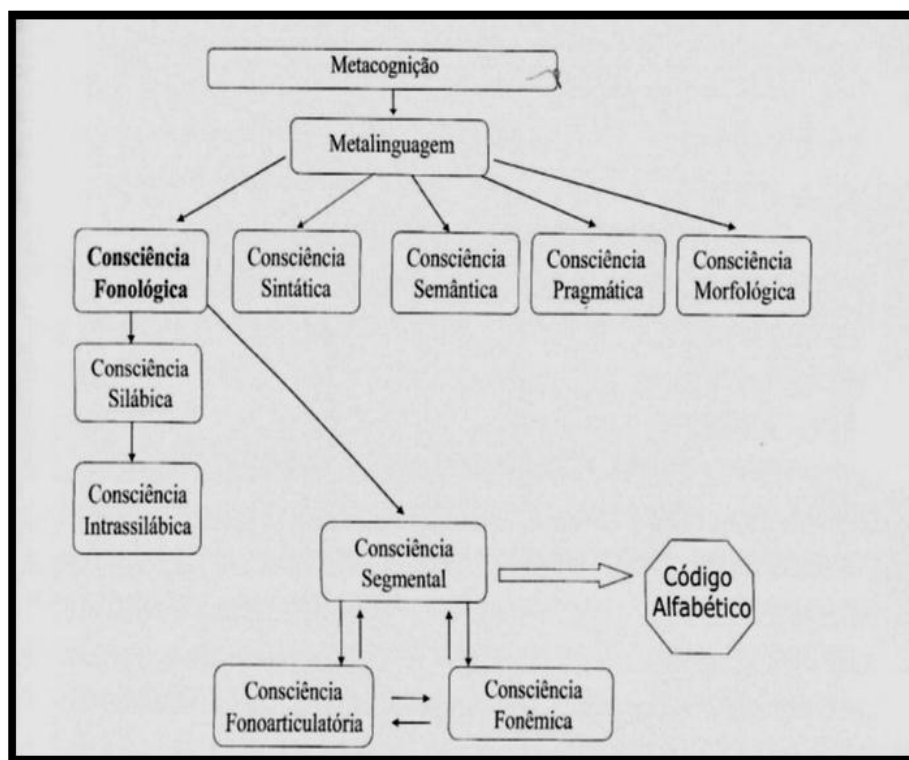 Metacognição
Metalinguagem
Consciência
Fonológica
Consciência
Sintática
Consciência
Semântica
Consciência
Pragmática
Consciência
Morfológica
Consciência
Silábica
Consciência
Intrassilábica
Consciência
Segmental
Código
Alfabético
Consciência
Fonoarticulatória
Consciência
Fonêmica